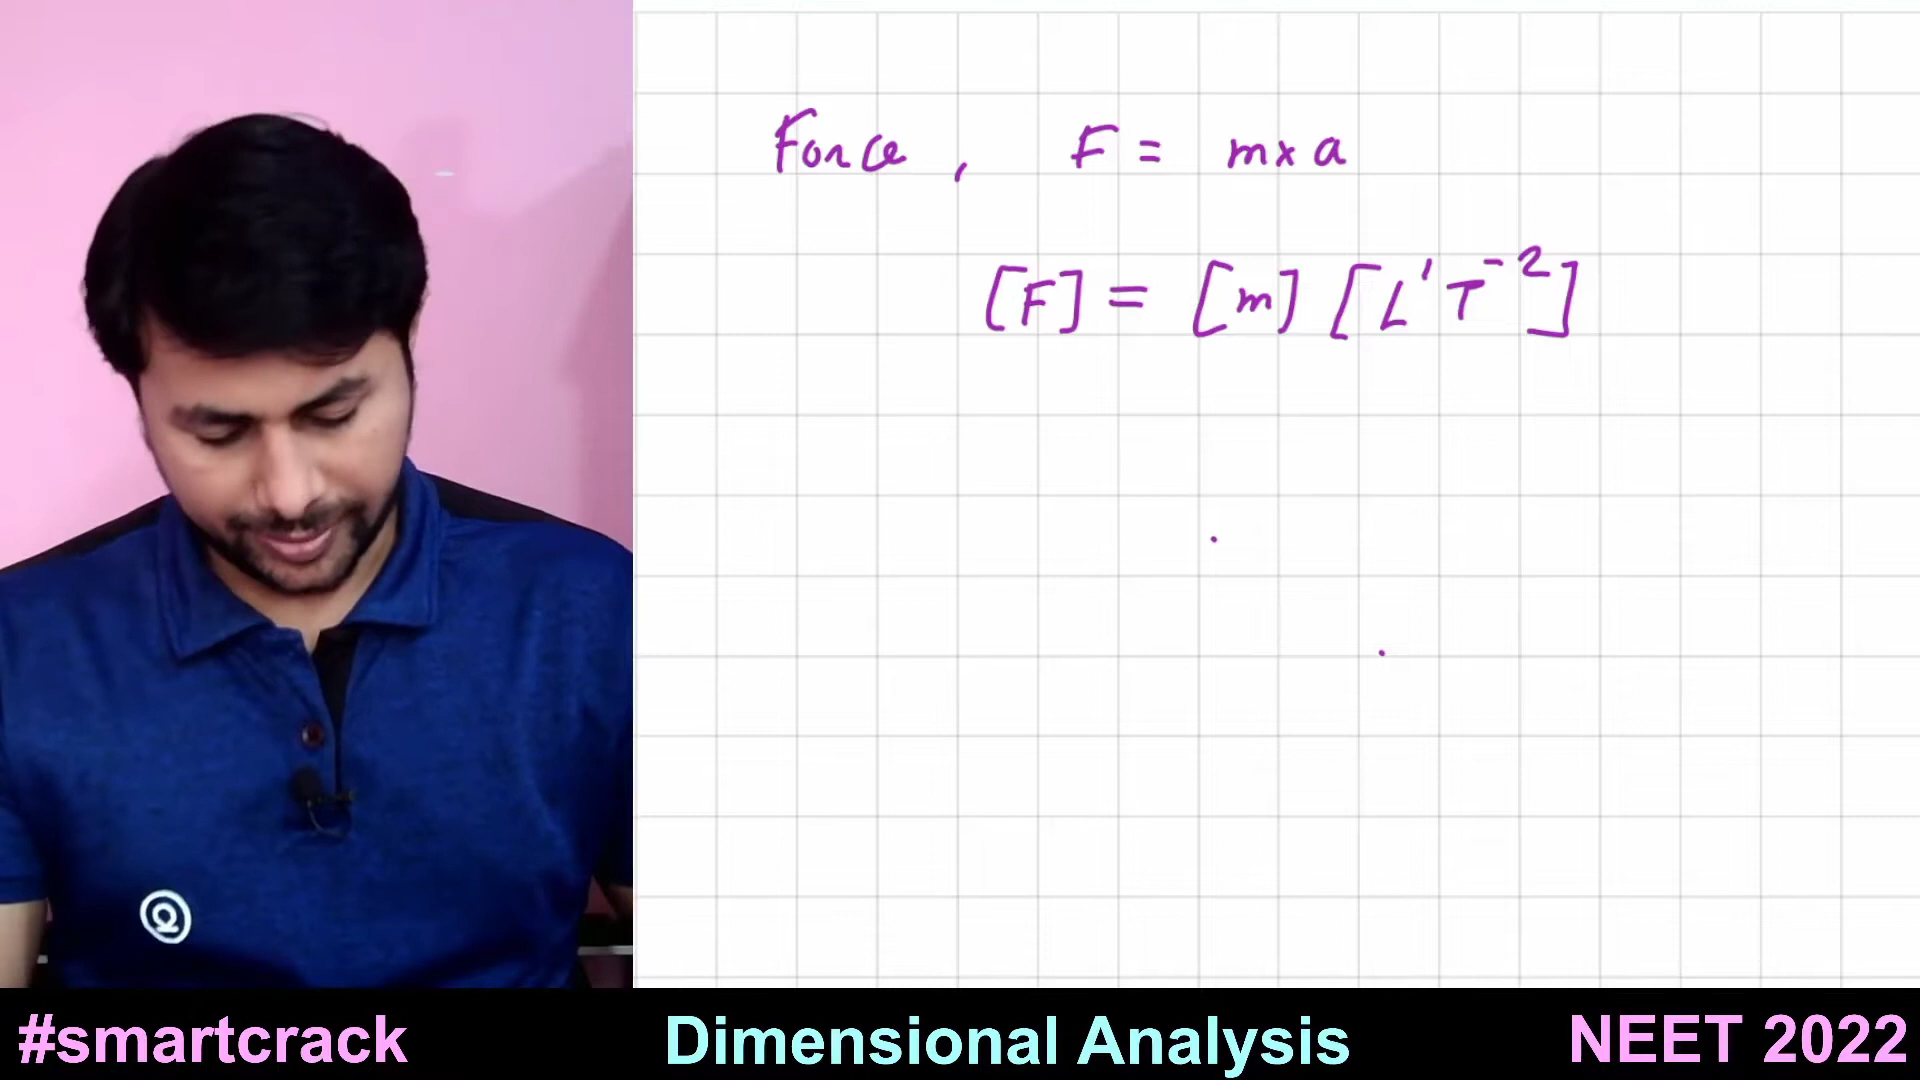 Force, F = m×a
[F] = [m] [L¹T⁻²]
#smartcrack Dimensional Analysis NEET 2022